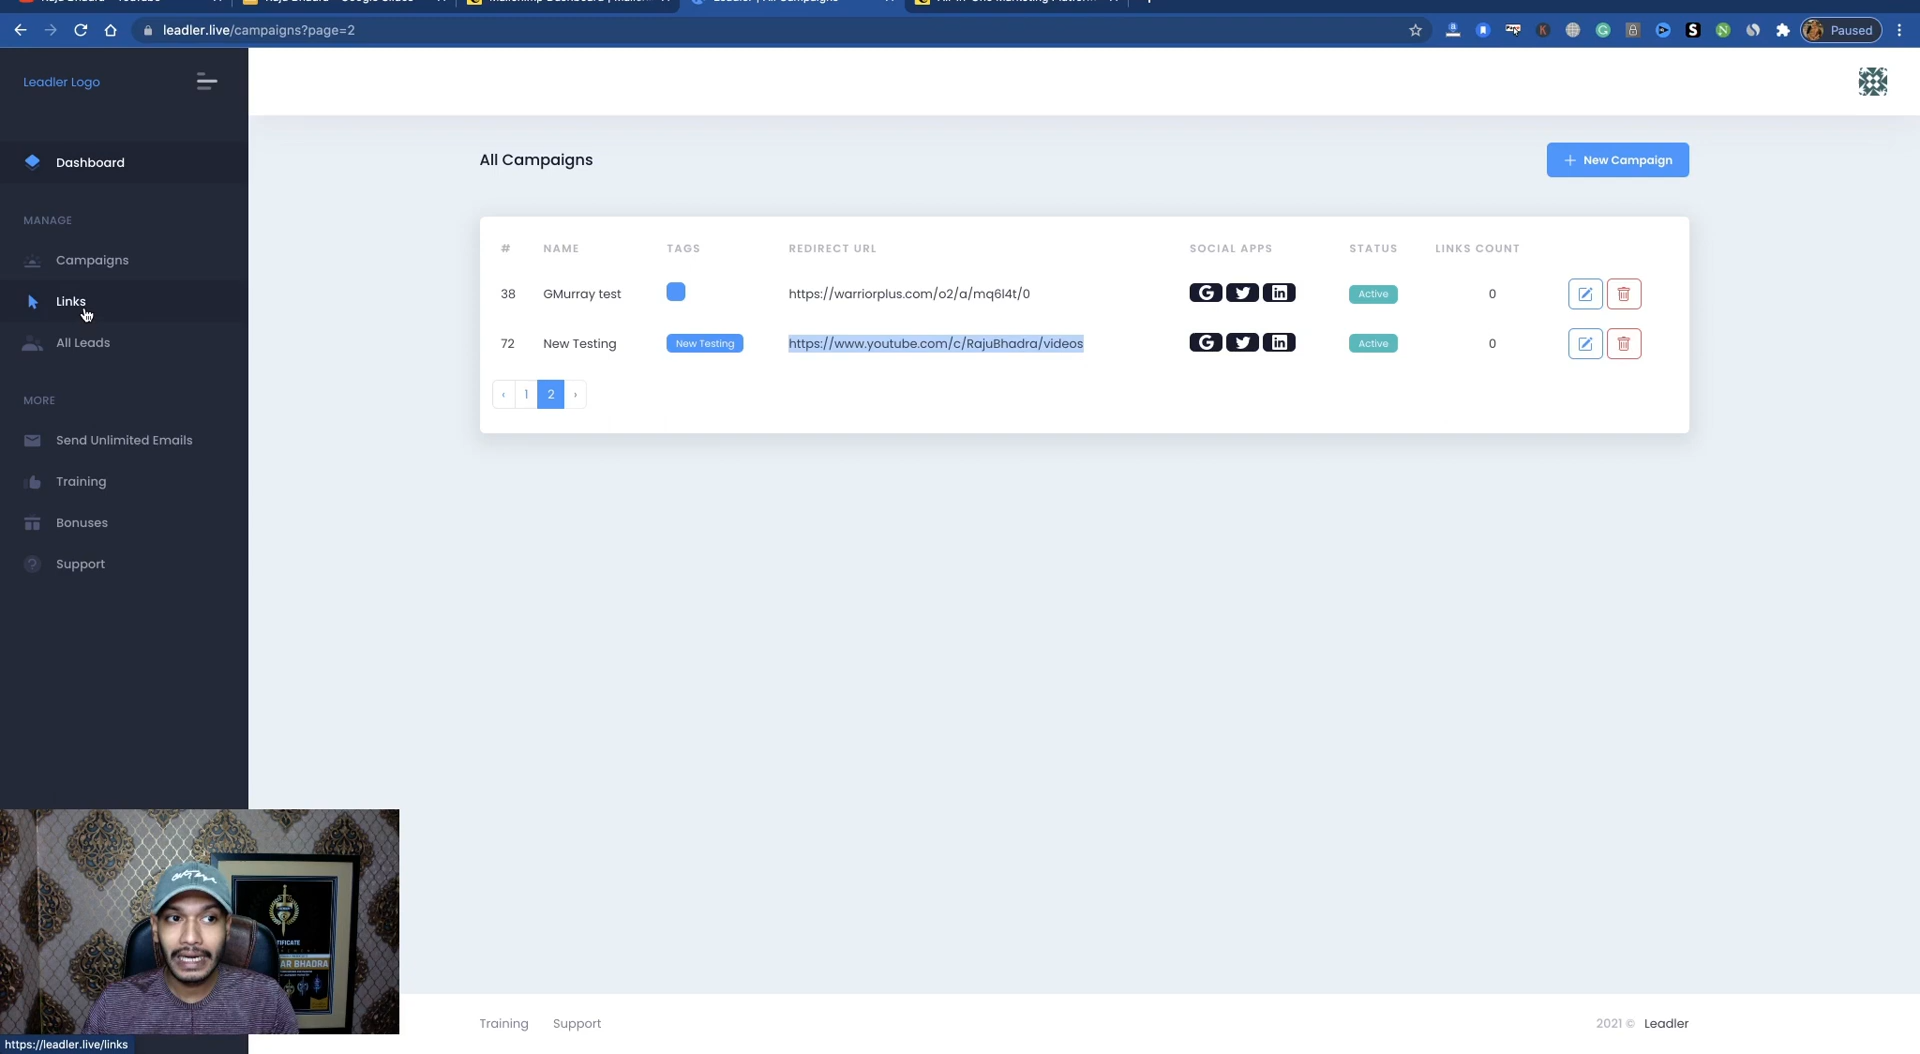 leadler.live/campaigns?page=2
Paused
Leadler Logo
Dashboard
MANAGE
Campaigns
Links
All Leads
MORE
Send Unlimited Emails
Training
Bonuses
Support
All Campaigns
+ New Campaign
# NAME TAGS REDIRECT URL SOCIAL APPS STATUS LINKS COUNT
38 GMurray test https://warriorplus.com/o2/a/mq6l4t/0 Active 0
72 New Testing New Testing https://www.youtube.com/c/RajuBhadra/videos Active 0
‹ 1 2 ›
AR BHADRA
Training Support
2021 © Leadler
https://leadler.live/links